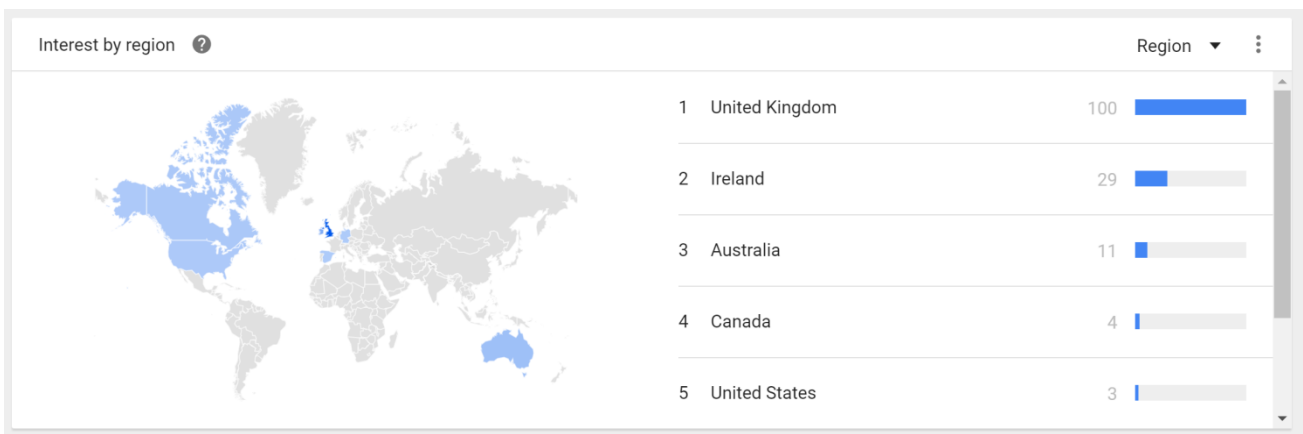 Interest by region ?
Region
1 United Kingdom 100
2 Ireland 29
3 Australia 11
4 Canada 4
5 United States 3